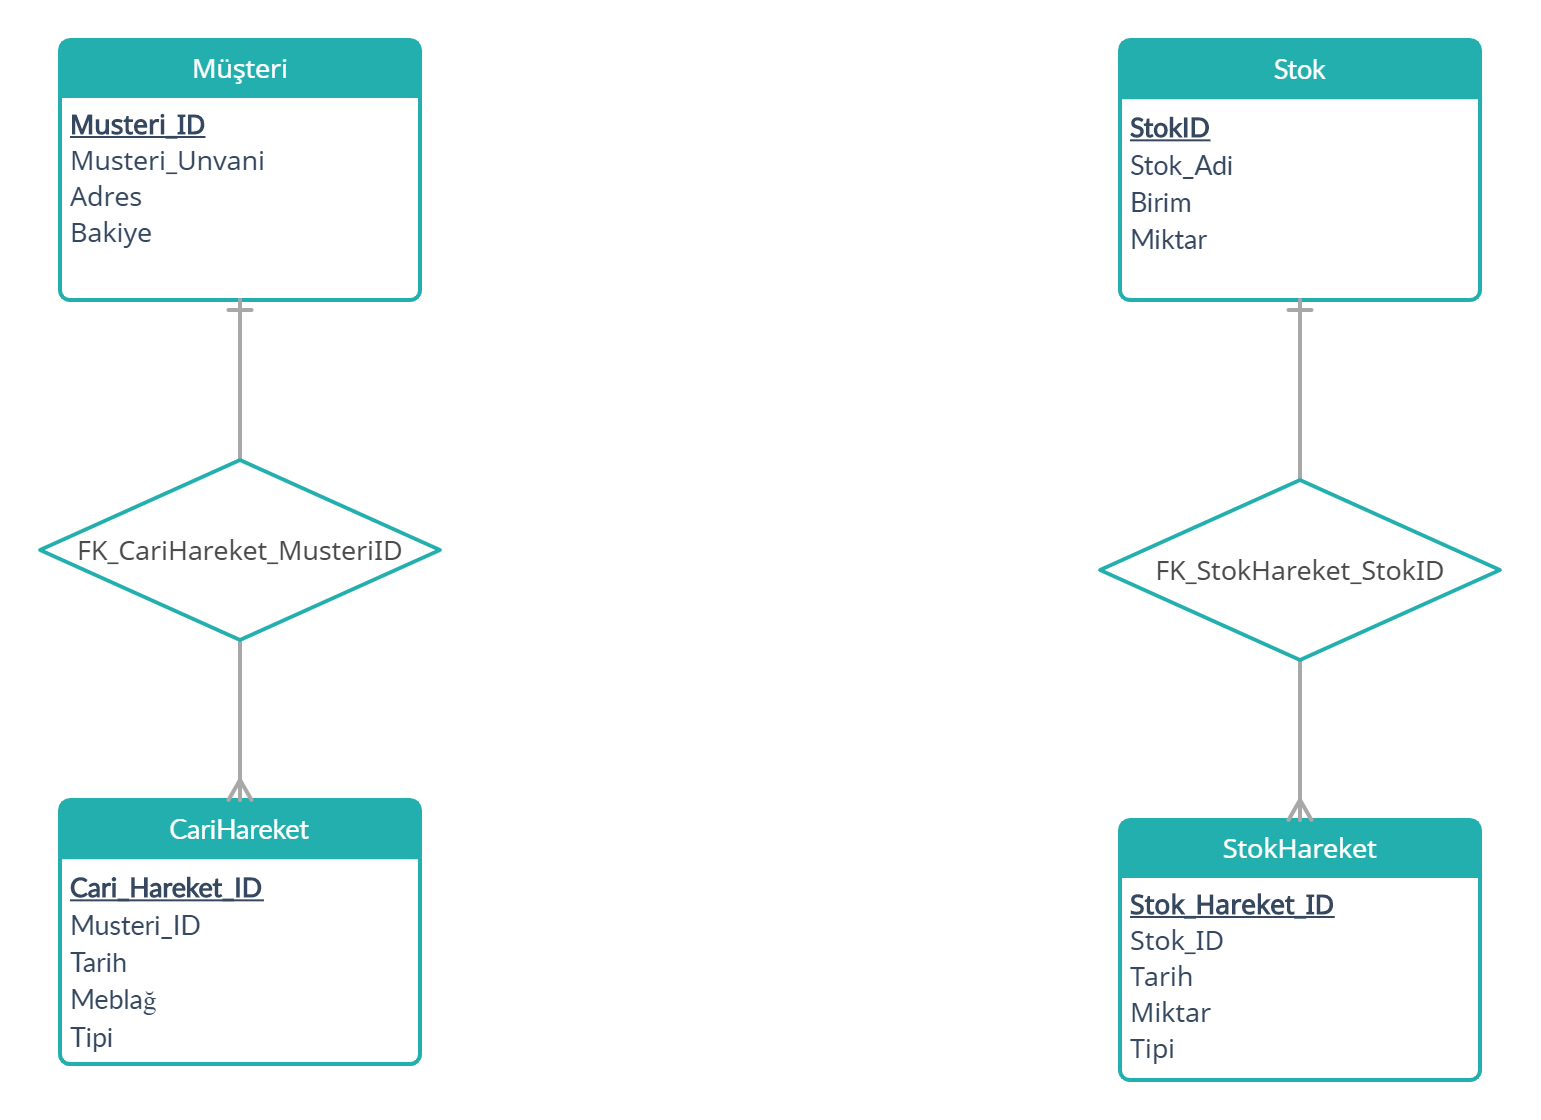 Müşteri
Musteri_ID
Musteri_Unvani
Adres
Bakiye
FK_CariHareket_MusteriID
CariHareket
Cari_Hareket_ID
Musteri_ID
Tarih
Meblağ
Tipi
Stok
StokID
Stok_Adi
Birim
Miktar
FK_StokHareket_StokID
StokHareket
Stok_Hareket_ID
Stok_ID
Tarih
Miktar
Tipi